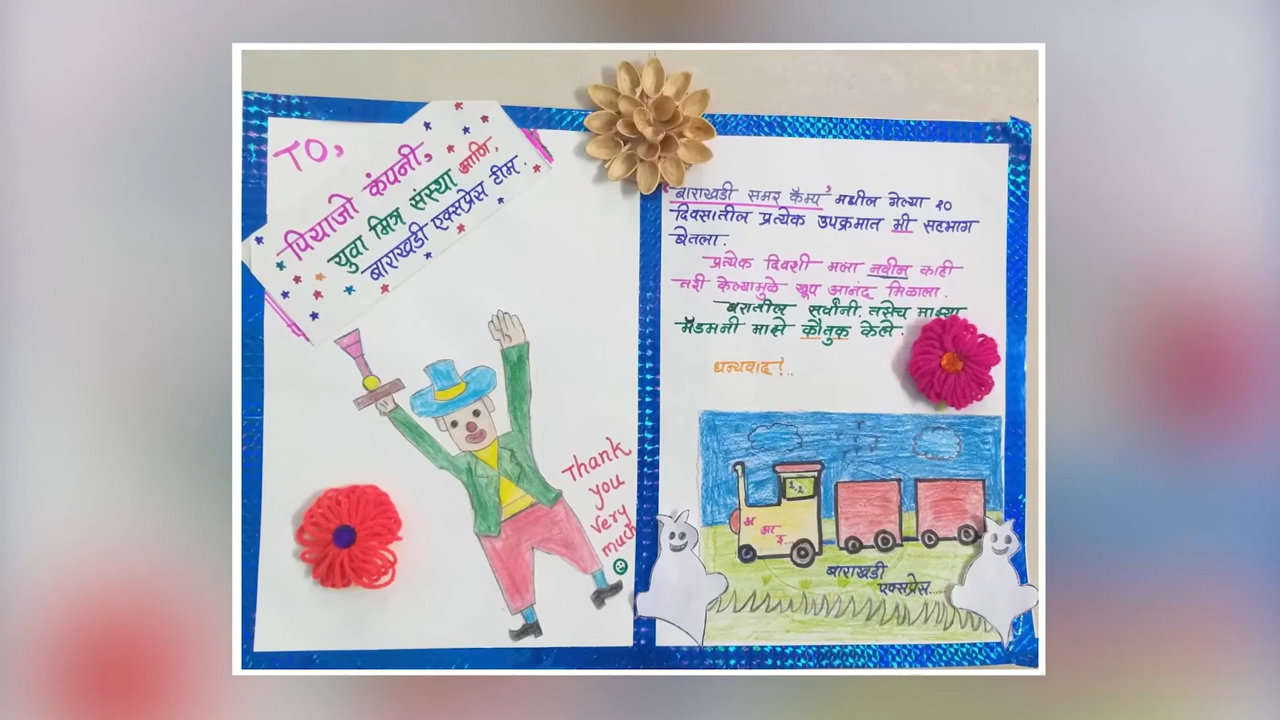 TO,
पियाजो कंपनी,
युवा मित्र संस्था आणि,
बाराखडी एक्सप्रेस टीम.
Thank
you
very
much
'बाराखडी समर कॅम्प' मधील गेल्या १०
दिवसातील प्रत्येक उपक्रमात मी सहभाग
घेतला.
प्रत्येक दिवशी मला नवीन काही
तरी केल्यामुळे खूप आनंद मिळाला.
घरातील सर्वांनी, तसेच माझ्या
मॅडमनी माझे कौतुक केले.
धन्यवाद!..
अ
आ
इ...
बाराखडी
एक्सप्रेस...